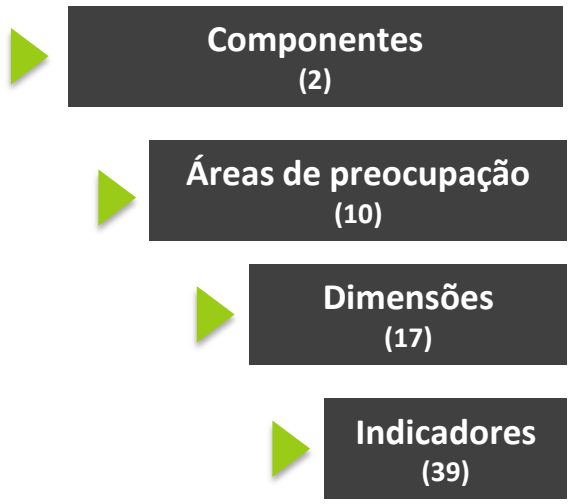 Componentes
(2)
Áreas de preocupação
(10)
Dimensões
(17)
Indicadores
(39)